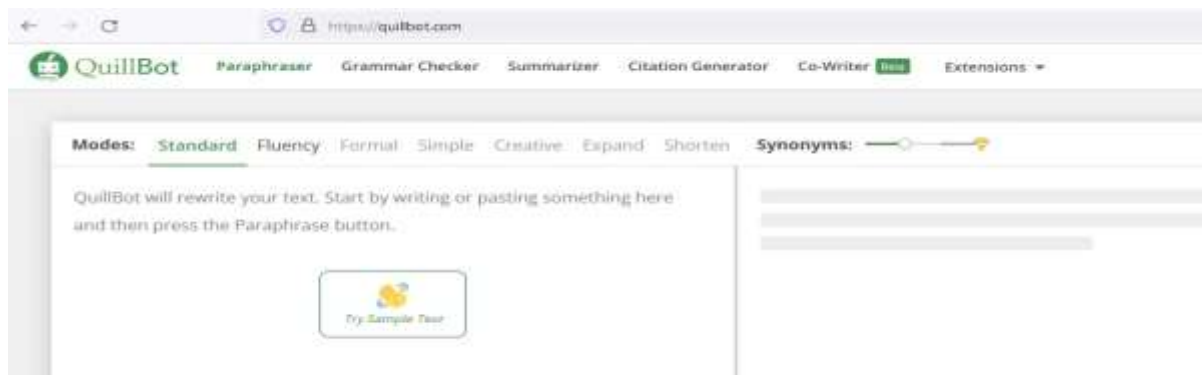 https://quillbot.com
QuillBot Paraphraser Grammar Checker Summarizer Citation Generator Co-Writer Beta Extensions
Modes: Standard Fluency Formal Simple Creative Expand Shorten Synonyms:
QuillBot will rewrite your text. Start by writing or pasting something here
and then press the Paraphrase button.
Try Sample Text